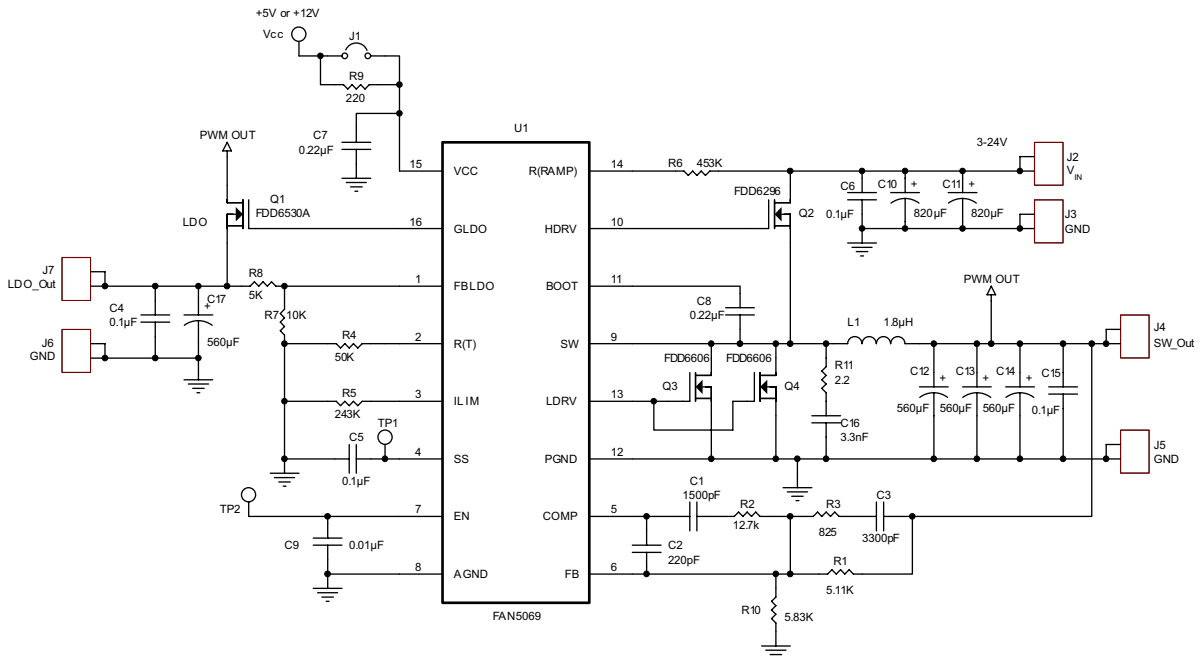 +5V or +12V
Vcc
J1
R9
220
C7
0.22µF
U1
PWM OUT
Q1
FDD6530A
LDO
J7
LDO_Out
C4
0.1µF
C17
+
560µF
J6
GND
R8
5K
R7
10K
R4
50K
R5
243K
C5
0.1µF
TP1
TP2
C9
0.01µF
15
VCC
16
GLDO
1
FBLDO
2
R(T)
3
ILIM
4
SS
7
EN
8
AGND
R(RAMP)
14
HDRV
10
BOOT
11
SW
9
LDRV
13
PGND
12
COMP
5
FB
6
FAN5069
R6
453K
3-24V
J2
VIN
J3
GND
FDD6296
Q2
C6
0.1µF
C10
+
820µF
C11
+
820µF
C8
0.22µF
PWM OUT
L1
1.8µH
J4
SW_Out
FDD6606
FDD6606
Q3
Q4
R11
2.2
C16
3.3nF
C12
+
560µF
C13
+
560µF
C14
+
560µF
C15
0.1µF
J5
GND
C1
1500pF
R2
12.7k
R3
825
C3
3300pF
C2
220pF
R1
5.11K
R10
5.83K